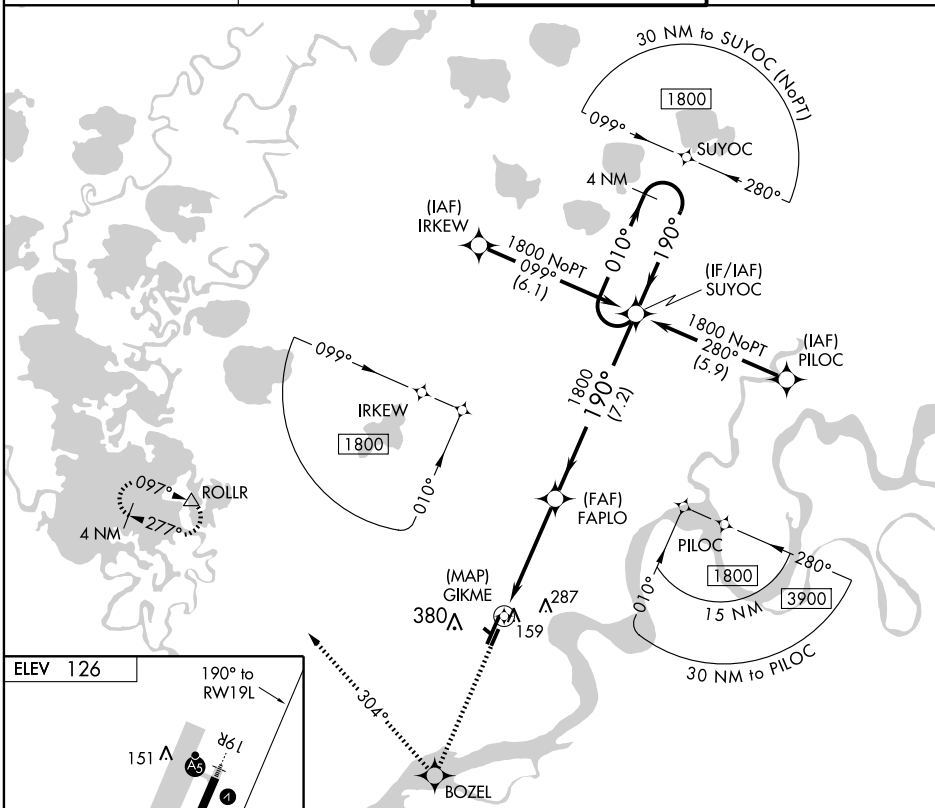 30 NM to SUYOC (NoPT)
1800
099°
SUYOC
280°
4 NM
(IAF)
IRKEW
1800 NoPT
099°
(6.1)
010°
190°
(IF/IAF)
SUYOC
1800 NoPT
280°
(5.9)
(IAF)
PILOC
1800
190°
(7.2)
099°
IRKEW
1800
010°
097°
ROLLR
4 NM
277°
(FAF)
FAPLO
PILOC
280°
010°
1800
3900
15 NM
30 NM to PILOC
(MAP)
GIKME
380
287
159
304°
BOZEL
ELEV 126
190° to
RW19L
19R
151
A5
1